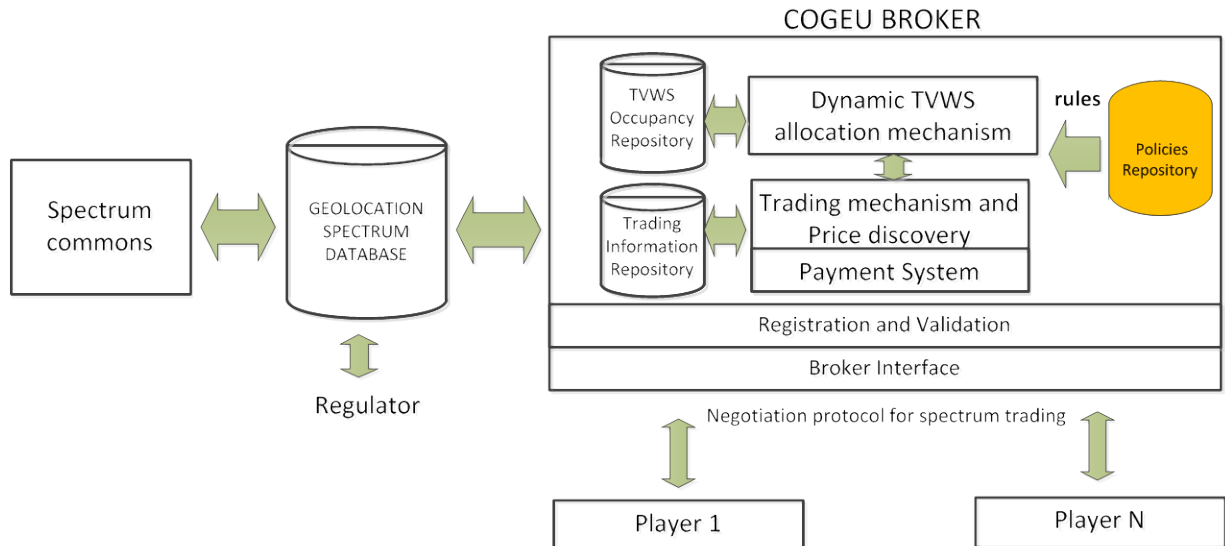 COGEU BROKER
TVWS
Occupancy
Repository
Dynamic TVWS
allocation mechanism
rules
Policies
Repository
Spectrum
commons
GEOLOCATION
SPECTRUM
DATABASE
Trading
Information
Repository
Trading mechanism and
Price discovery
Payment System
Registration and Validation
Broker Interface
Regulator
Negotiation protocol for spectrum trading
Player 1
Player N